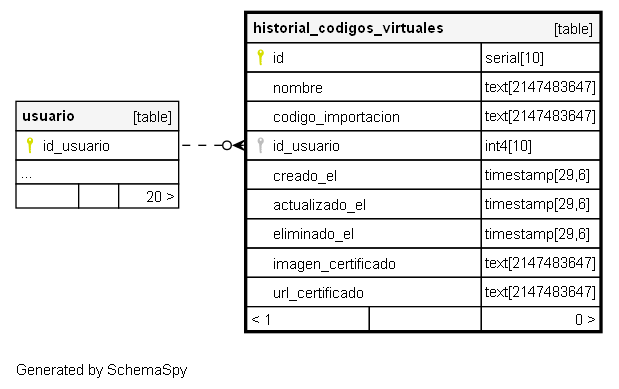 usuario [table]
id_usuario
...
20 >
historial_codigos_virtuales [table]
id serial[10]
nombre text[2147483647]
codigo_importacion text[2147483647]
id_usuario int4[10]
creado_el timestamp[29,6]
actualizado_el timestamp[29,6]
eliminado_el timestamp[29,6]
imagen_certificado text[2147483647]
url_certificado text[2147483647]
< 1 0 >
Generated by SchemaSpy